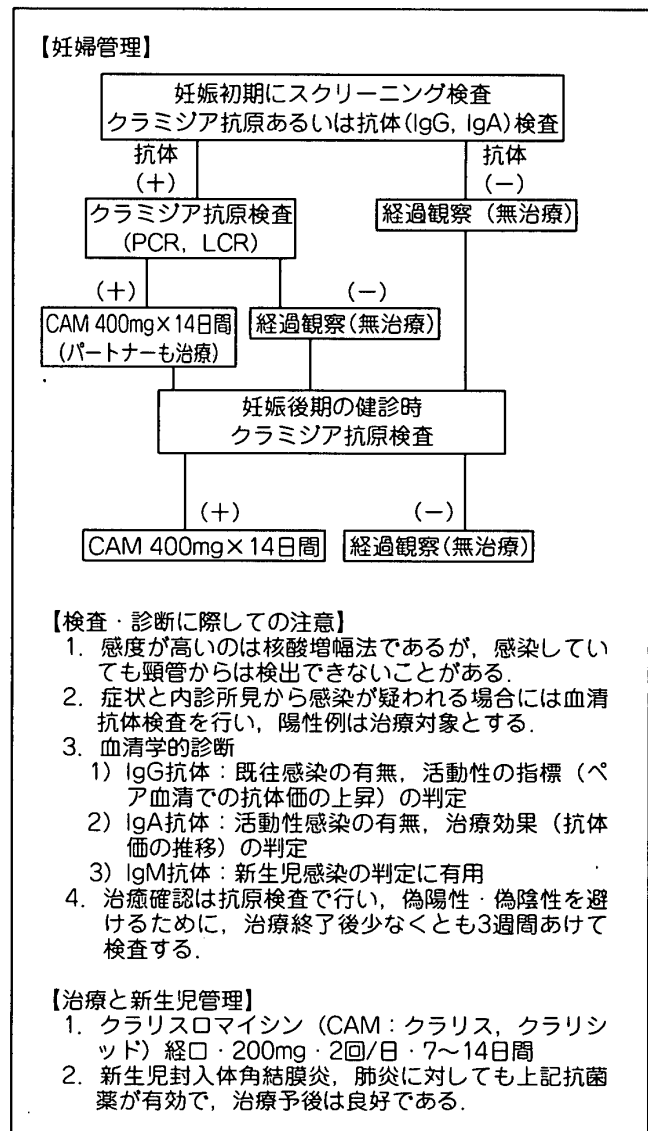 【妊婦管理】
妊娠初期にスクリーニング検査
クラミジア抗原あるいは抗体(IgG, IgA)検査
抗体
(+)
抗体
(-)
クラミジア抗原検査
(PCR, LCR)
経過観察(無治療)
(+)
(-)
CAM 400mg×14日間
(パートナーも治療)
経過観察(無治療)
妊娠後期の健診時
クラミジア抗原検査
(+)
(-)
CAM 400mg×14日間
経過観察(無治療)
【検査・診断に際しての注意】
1. 感度が高いのは核酸増幅法であるが,感染してい
ても頸管からは検出できないことがある.
2. 症状と内診所見から感染が疑われる場合には血清
抗体検査を行い,陽性例は治療対象とする.
3. 血清学的診断
1) IgG抗体:既往感染の有無,活動性の指標(ペ
ア血清での抗体価の上昇)の判定
2) IgA抗体:活動性感染の有無,治療効果(抗体
価の推移)の判定
3) IgM抗体:新生児感染の判定に有用
4. 治癒確認は抗原検査で行い,偽陽性・偽陰性を避
けるために,治療終了後少なくとも3週間あけて
検査する.
【治療と新生児管理】
1. クラリスロマイシン(CAM:クラリス,クラリシ
ッド)経口・200mg・2回/日・7〜14日間
2. 新生児封入体角結膜炎,肺炎に対しても上記抗菌
薬が有効で,治療予後は良好である.